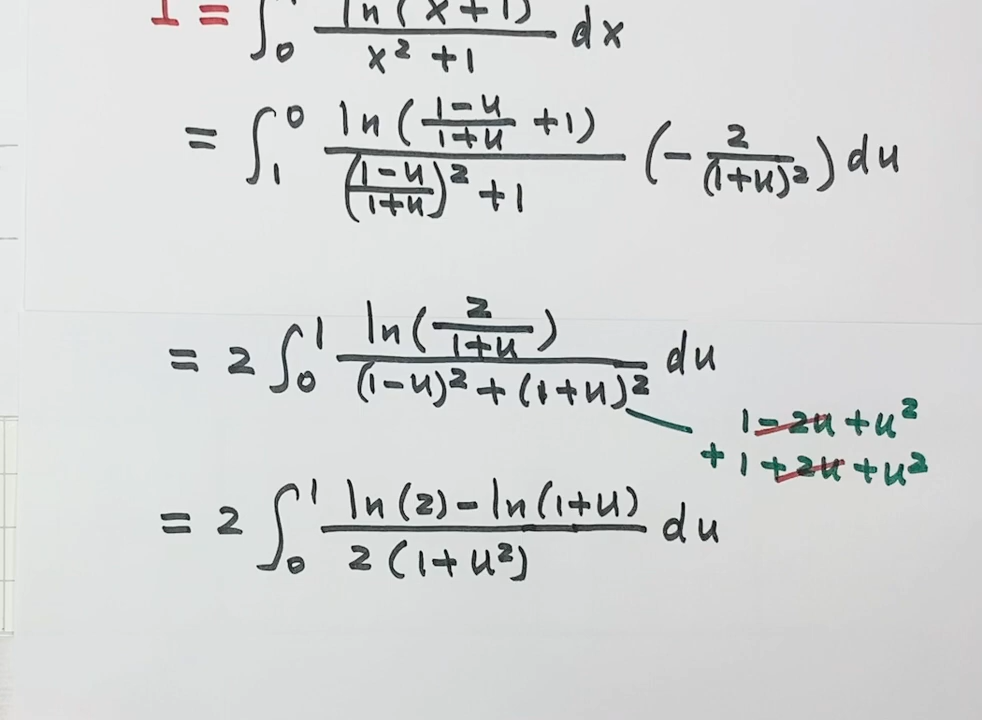 I = ∫₀¹ ln(x+1)/(x²+1) dx
= ∫₁⁰ ln((1-u)/(1+u) +1)/(((1-u)/(1+u))² +1) (-2/(1+u)²) du
= 2 ∫₀¹ ln(2/(1+u))/((1-u)²+(1+u)²) du
1-2u+u²
+1+2u+u²
= 2 ∫₀¹ (ln(2)-ln(1+u))/(2(1+u²)) du